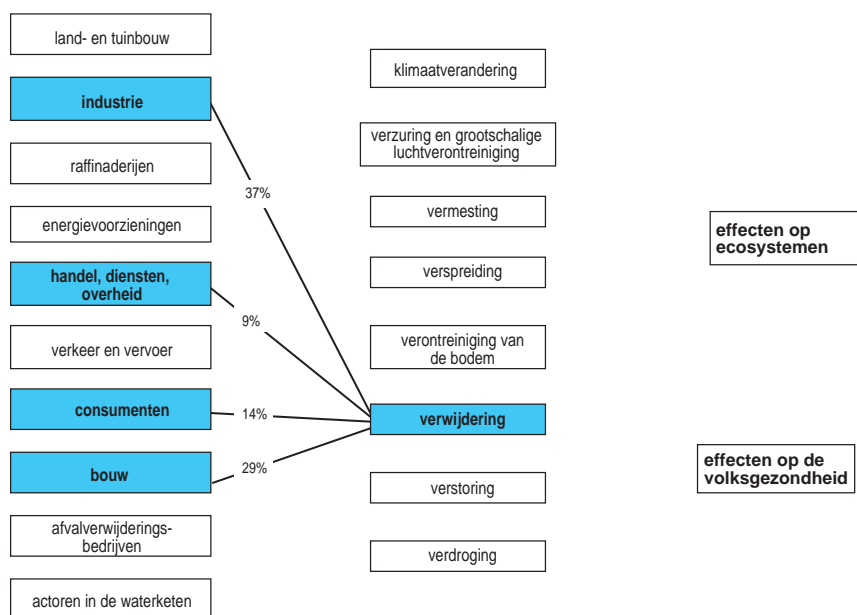 land- en tuinbouw
industrie
raffinaderijen
energievoorzieningen
handel, diensten,
overheid
verkeer en vervoer
consumenten
bouw
afvalverwijderings-
bedrijven
actoren in de waterketen
37%
9%
14%
29%
klimaatverandering
verzuring en grootschalige
luchtverontreiniging
vermesting
verspreiding
verontreiniging van
de bodem
verwijdering
verstoring
verdroging
effecten op
ecosystemen
effecten op de
volksgezondheid